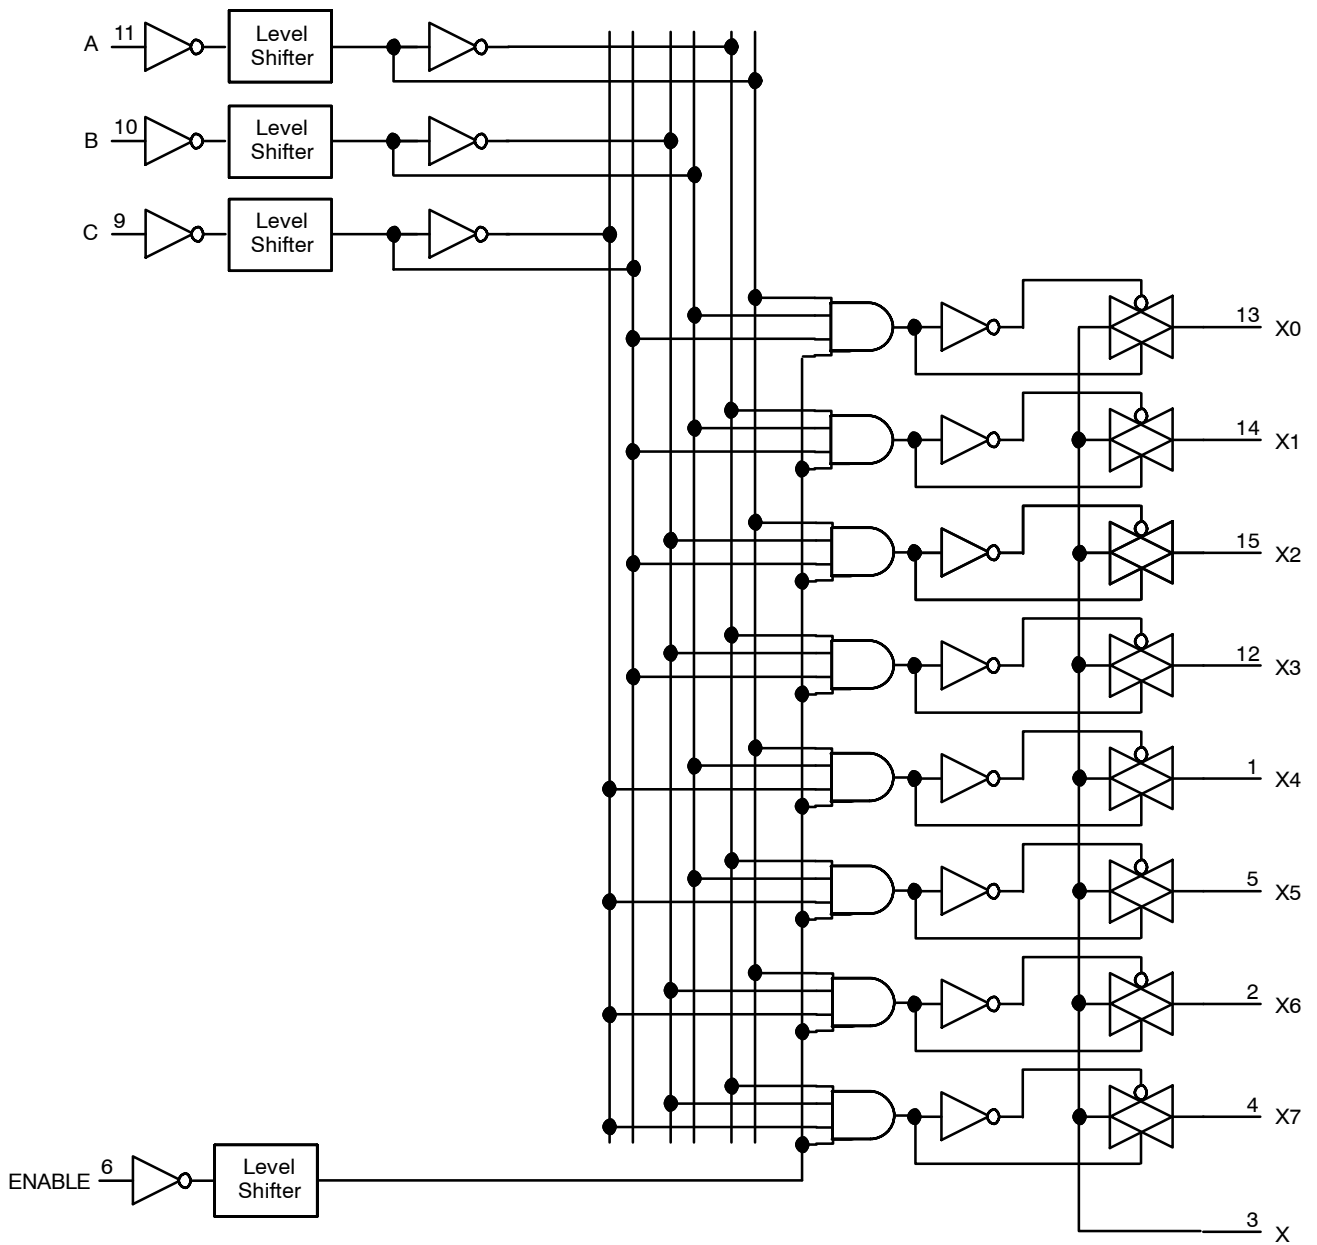 A 11 Level
Shifter
B 10 Level
Shifter
C 9 Level
Shifter
13 X0
14 X1
15 X2
12 X3
1 X4
5 X5
2 X6
4 X7
ENABLE 6 Level
Shifter
3 X